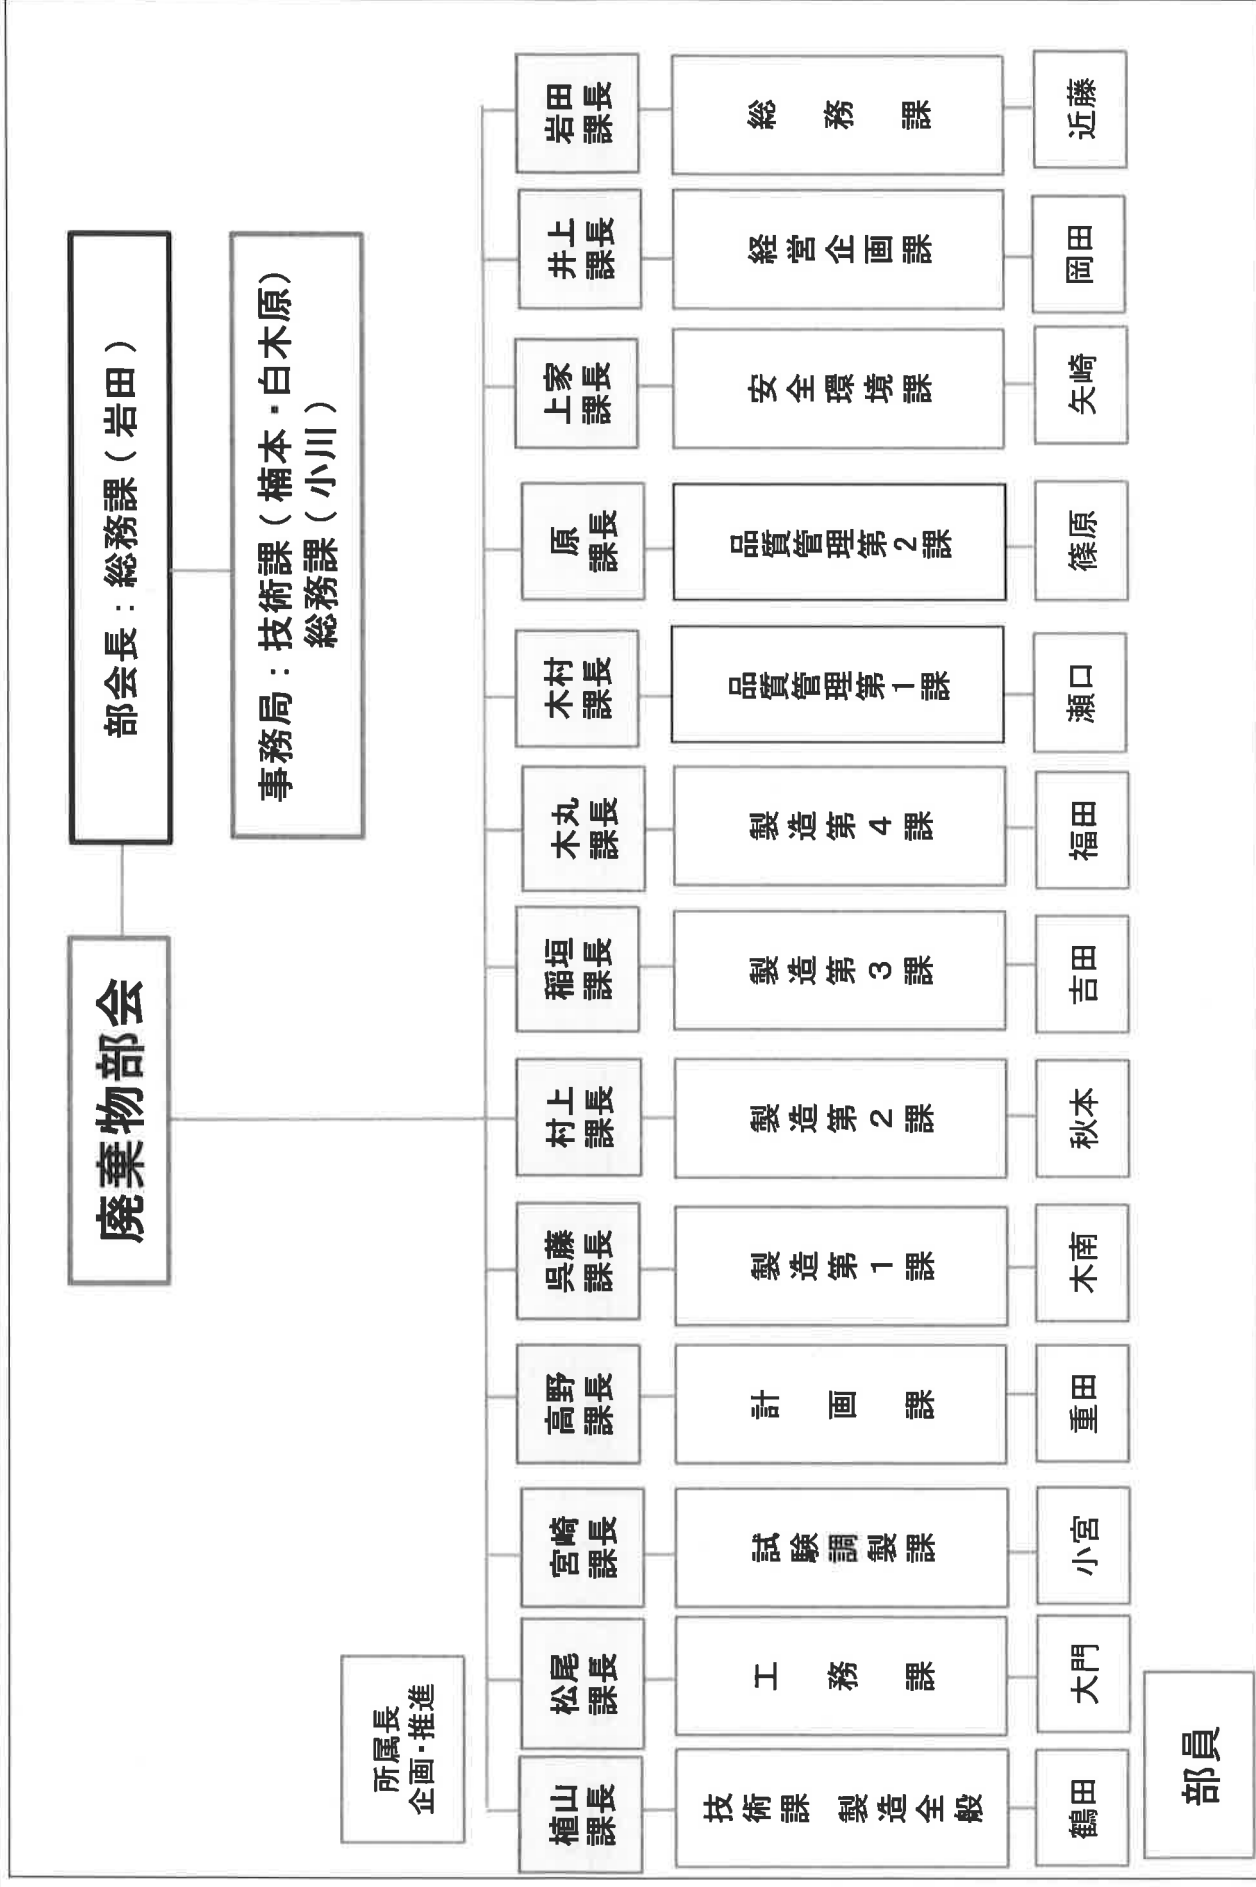 廃棄物部会
部会長：総務課（岩田）
事務局：技術課（楠本・白木原）
総務課（小川）
所属長
企画・推進
植山
課長
松尾
課長
宮崎
課長
高野
課長
呉藤
課長
村上
課長
稲垣
課長
木丸
課長
木村
課長
原
課長
上家
課長
井上
課長
岩田
課長
技術課 製造全般
工務課
試験調製課
計画課
製造第1課
製造第2課
製造第3課
製造第4課
品質管理第1課
品質管理第2課
安全環境課
経営企画課
総務課
鶴田
大門
小宮
重田
木南
秋本
吉田
福田
瀬口
篠原
矢崎
岡田
近藤
部員